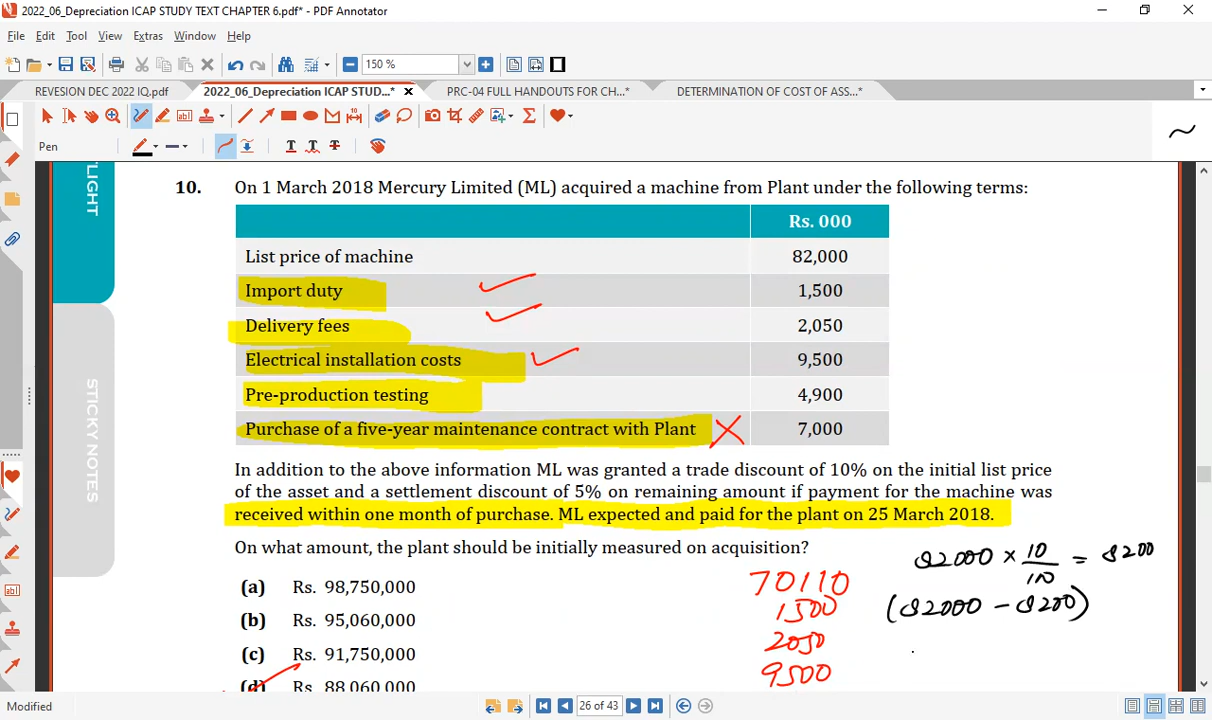 2022_06_Depreciation ICAP STUDY TEXT CHAPTER 6.pdf* - PDF Annotator
File Edit Tool View Extras Window Help
150 %
REVESION DEC 2022 IQ.pdf 2022_06_Depreciation ICAP STUD...* PRC-04 FULL HANDOUTS FOR CH...* DETERMINATION OF COST OF ASS...*
Pen
LIGHT
STICKY NOTES
10. On 1 March 2018 Mercury Limited (ML) acquired a machine from Plant under the following terms:
Rs. 000
List price of machine 82,000
Import duty 1,500
Delivery fees 2,050
Electrical installation costs 9,500
Pre-production testing 4,900
Purchase of a five-year maintenance contract with Plant 7,000
In addition to the above information ML was granted a trade discount of 10% on the initial list price
of the asset and a settlement discount of 5% on remaining amount if payment for the machine was
received within one month of purchase. ML expected and paid for the plant on 25 March 2018.
On what amount, the plant should be initially measured on acquisition?
82000 × 10/100 = 8200
(82000 - 8200)
(a) Rs. 98,750,000
(b) Rs. 95,060,000
(c) Rs. 91,750,000
(d) Rs. 88,060,000
70110
1500
2050
9500
Modified
26 of 43